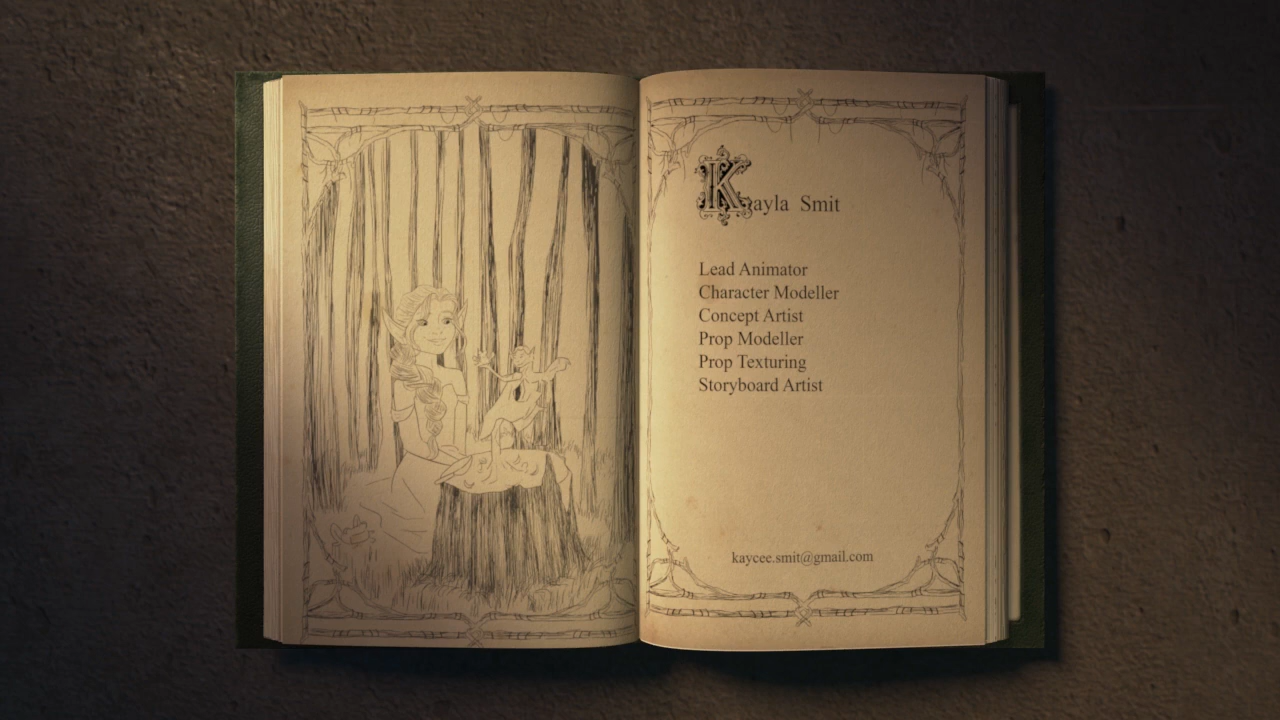 Kayla Smit
Lead Animator
Character Modeller
Concept Artist
Prop Modeller
Prop Texturing
Storyboard Artist
kaycee.smit@gmail.com